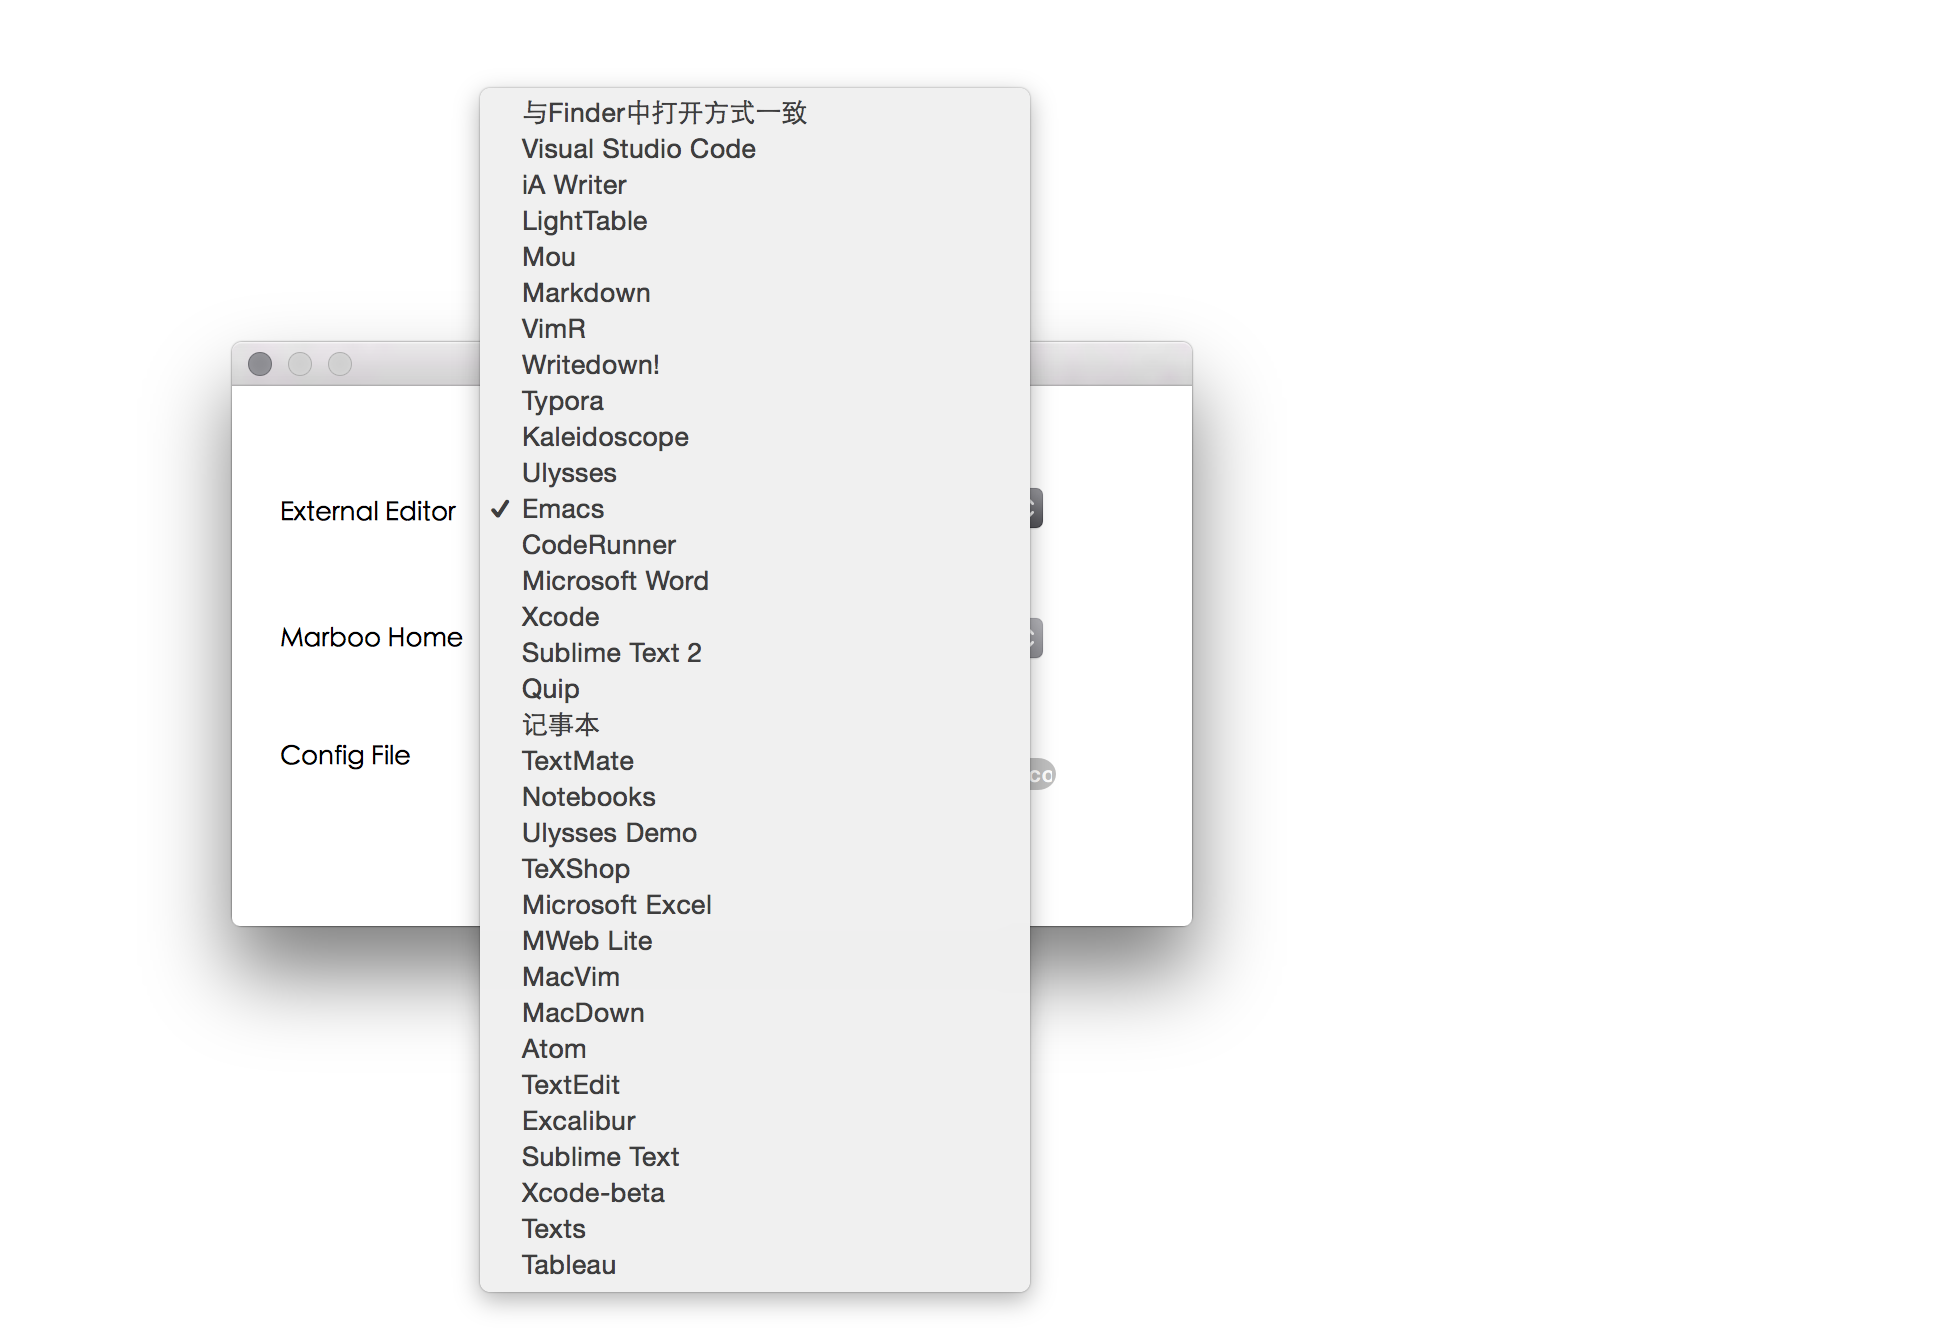 与Finder中打开方式一致
Visual Studio Code
iA Writer
LightTable
Mou
Markdown
VimR
Writedown!
Typora
Kaleidoscope
Ulysses
External Editor
✓ Emacs
CodeRunner
Microsoft Word
Xcode
Marboo Home
Sublime Text 2
Quip
记事本
Config File
TextMate
Notebooks
Ulysses Demo
TeXShop
Microsoft Excel
MWeb Lite
MacVim
MacDown
Atom
TextEdit
Excalibur
Sublime Text
Xcode-beta
Texts
Tableau